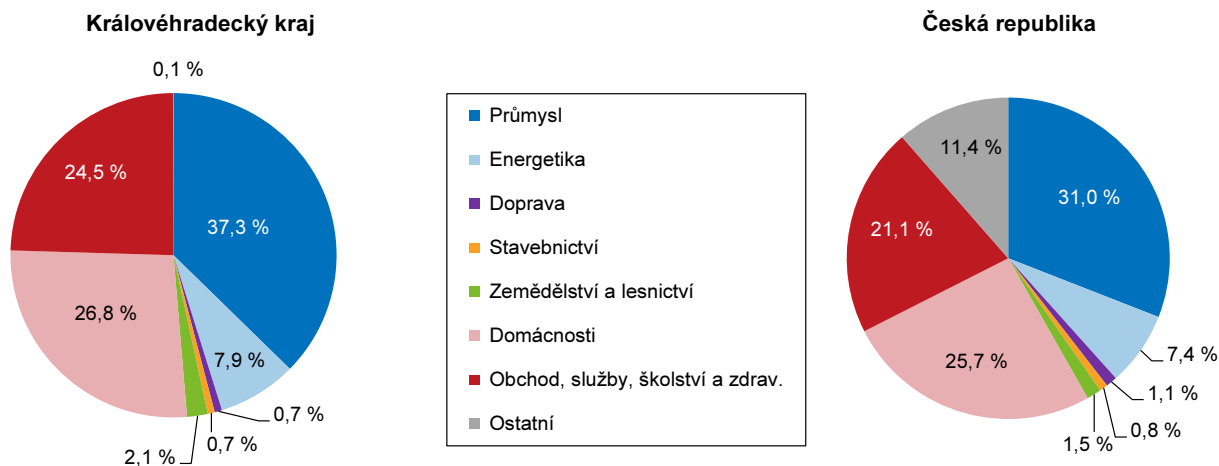 Královéhradecký kraj
0,1 %
24,5 %
37,3 %
26,8 %
7,9 %
0,7 %
0,7 %
2,1 %
Průmysl
Energetika
Doprava
Stavebnictví
Zemědělství a lesnictví
Domácnosti
Obchod, služby, školství a zdrav.
Ostatní
Česká republika
11,4 %
31,0 %
21,1 %
25,7 %
7,4 %
1,1 %
0,8 %
1,5 %